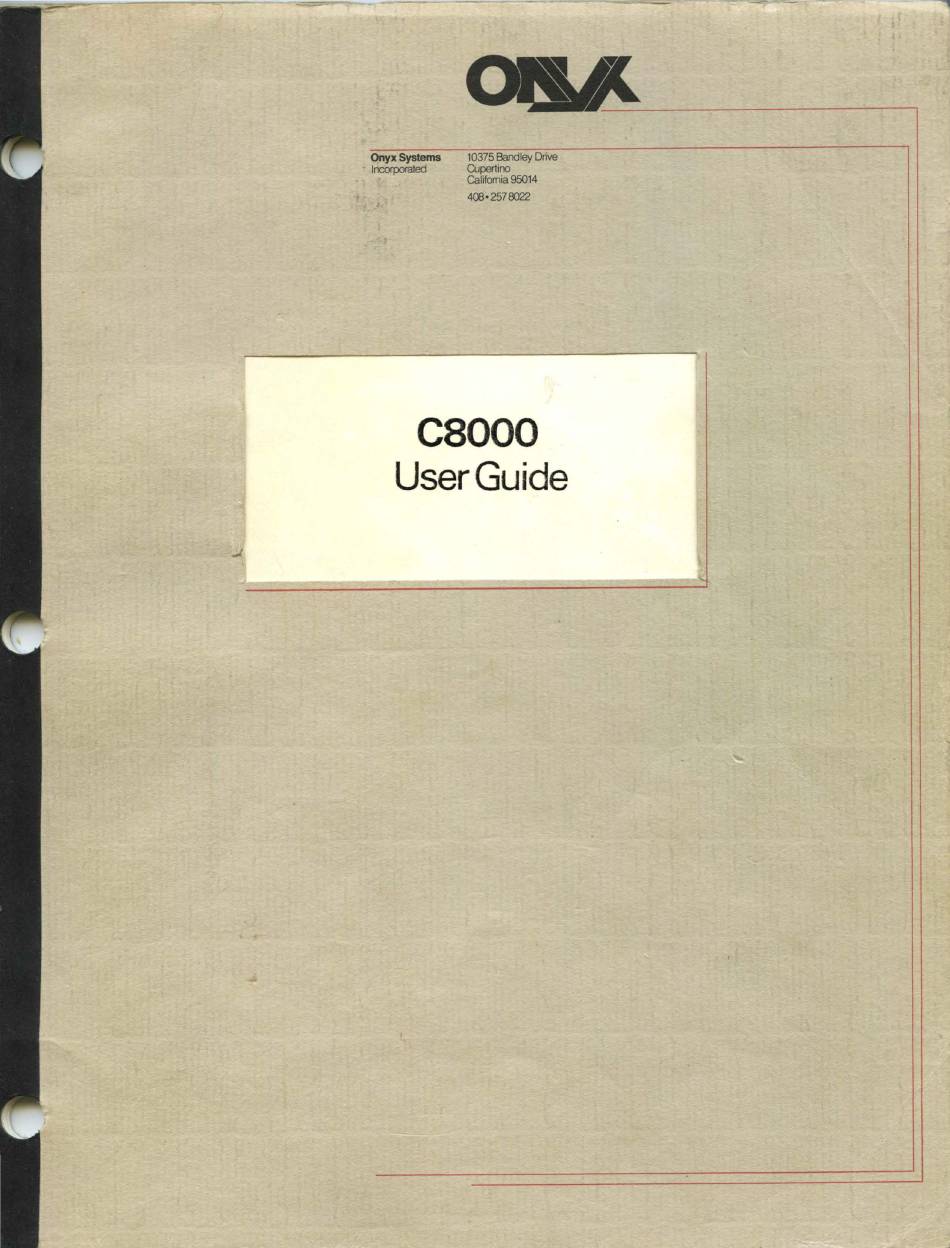 ONYX
Onyx Systems
Incorporated
10375 Bandley Drive
Cupertino
California 95014
408•257 8022
C8000
User Guide